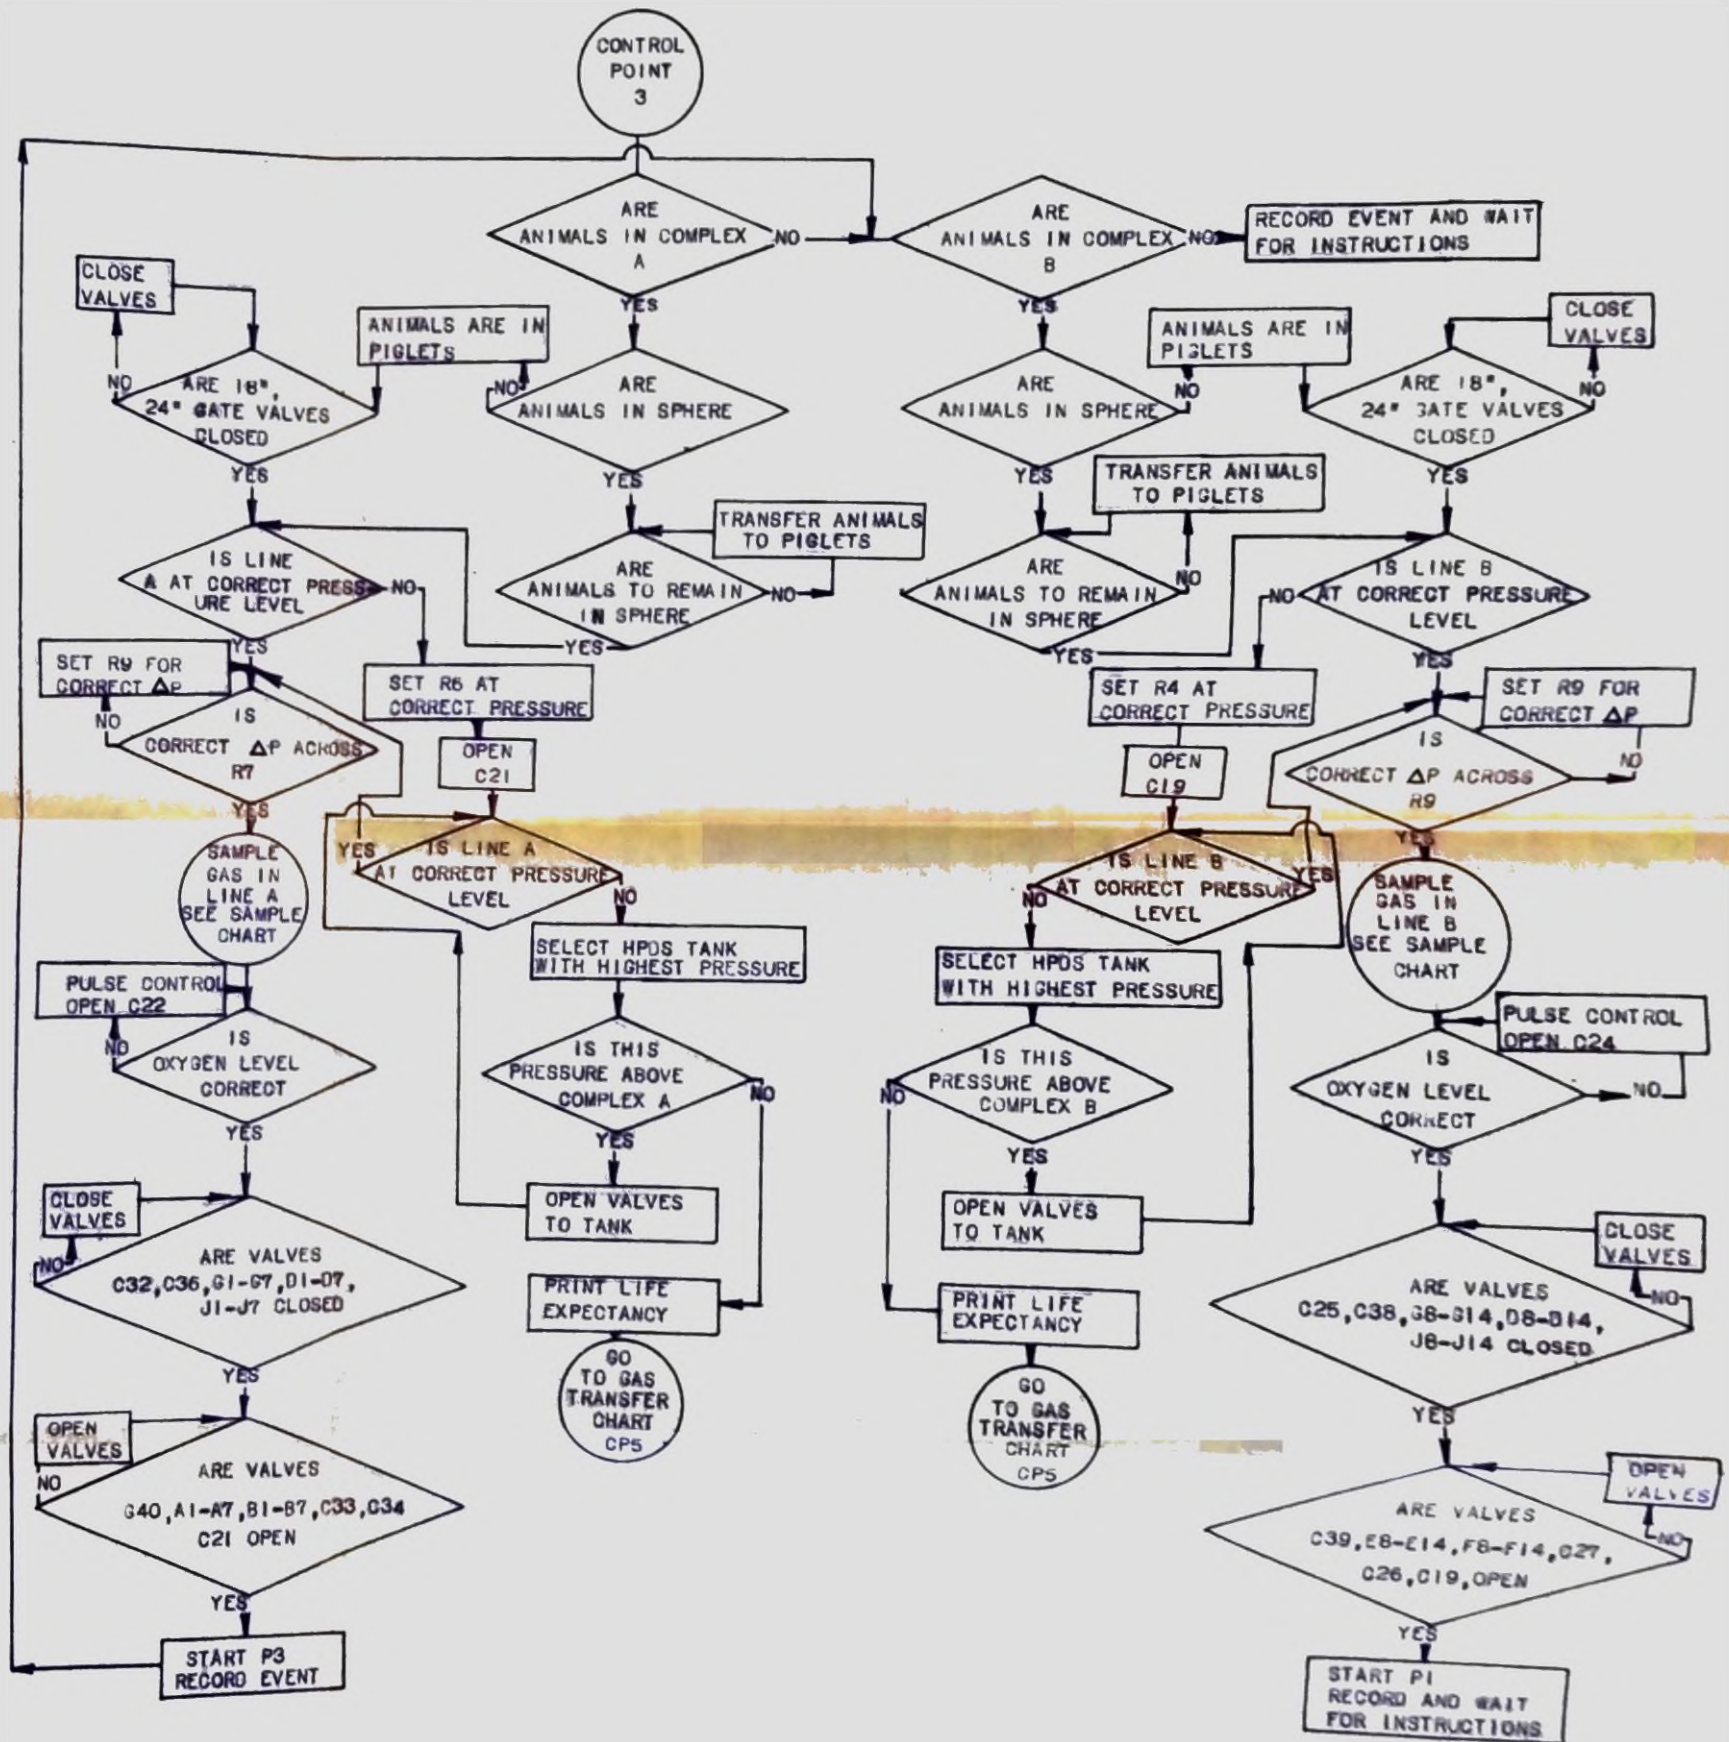 CONTROL
POINT
3
ARE
ANIMALS IN COMPLEX
A
NO
YES
ARE
ANIMALS IN COMPLEX
B
NO
YES
RECORD EVENT AND WAIT
FOR INSTRUCTIONS
CLOSE
VALVES
NO
ARE 18",
24" GATE VALVES
CLOSED
YES
ANIMALS ARE IN
PIGLETS
NO
ARE
ANIMALS IN SPHERE
YES
ARE
ANIMALS IN SPHERE
NO
YES
ANIMALS ARE IN
PIGLETS
CLOSE
VALVES
NO
ARE 18",
24" GATE VALVES
CLOSED
YES
IS LINE
A AT CORRECT PRESS
URE LEVEL
NO
YES
TRANSFER ANIMALS
TO PIGLETS
ARE
ANIMALS TO REMAIN
IN SPHERE
NO
YES
TRANSFER ANIMALS
TO PIGLETS
ARE
ANIMALS TO REMAIN
IN SPHERE
NO
YES
IS LINE B
AT CORRECT PRESSURE
LEVEL
NO
YES
SET R9 FOR
CORRECT ΔP
NO
IS
CORRECT ΔP ACROSS
R7
YES
SET R6 AT
CORRECT PRESSURE
OPEN
C21
SET R4 AT
CORRECT PRESSURE
OPEN
C19
SET R9 FOR
CORRECT ΔP
NO
IS
CORRECT ΔP ACROSS
R9
YES
SAMPLE
GAS IN
LINE A
SEE SAMPLE
CHART
YES
IS LINE A
AT CORRECT PRESSURE
LEVEL
NO
IS LINE B
AT CORRECT PRESSURE
LEVEL
YES
NO
SAMPLE
GAS IN
LINE B
SEE SAMPLE
CHART
PULSE CONTROL
OPEN C22
NO
IS
OXYGEN LEVEL
CORRECT
YES
SELECT HPOS TANK
WITH HIGHEST PRESSURE
IS THIS
PRESSURE ABOVE
COMPLEX A
NO
YES
SELECT HPOS TANK
WITH HIGHEST PRESSURE
IS THIS
PRESSURE ABOVE
COMPLEX B
NO
YES
PULSE CONTROL
OPEN C24
IS
OXYGEN LEVEL
CORRECT
NO
YES
CLOSE
VALVES
NO
ARE VALVES
C32,C36,G1-G7,D1-D7,
J1-J7 CLOSED
YES
OPEN VALVES
TO TANK
PRINT LIFE
EXPECTANCY
GO
TO GAS
TRANSFER
CHART
CP5
OPEN VALVES
TO TANK
PRINT LIFE
EXPECTANCY
GO
TO GAS
TRANSFER
CHART
CP5
CLOSE
VALVES
NO
ARE VALVES
C25,C38,G8-G14,D8-D14,
J8-J14 CLOSED
YES
OPEN
VALVES
NO
ARE VALVES
G40,A1-A7,B1-B7,C33,C34
C21 OPEN
YES
START P3
RECORD EVENT
OPEN
VALVES
NO
ARE VALVES
C39,E8-E14,F8-F14,C27,
C26,C19,OPEN
YES
START P1
RECORD AND WAIT
FOR INSTRUCTIONS